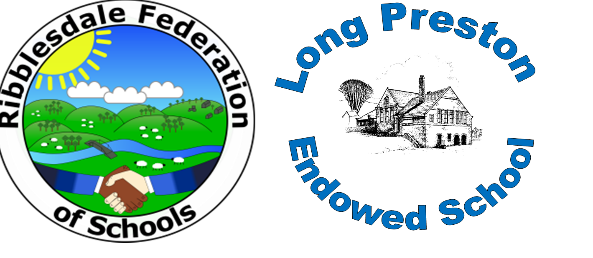 Ribblesdale Federation
of Schools
Long Preston
Endowed School